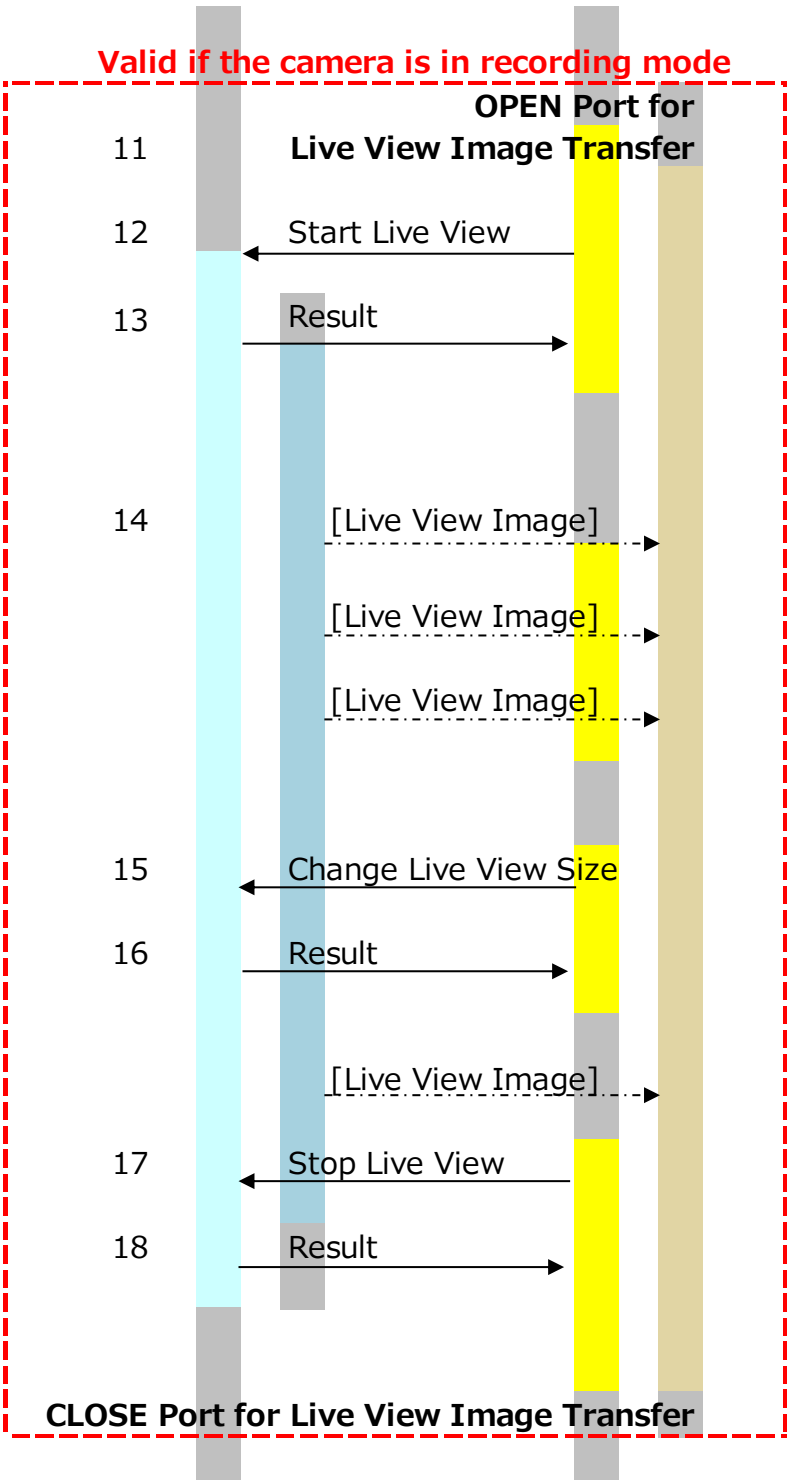 Valid if the camera is in recording mode
OPEN Port for
11 Live View Image Transfer
12 Start Live View
13 Result
14 [Live View Image]
[Live View Image]
[Live View Image]
15 Change Live View Size
16 Result
[Live View Image]
17 Stop Live View
18 Result
CLOSE Port for Live View Image Transfer